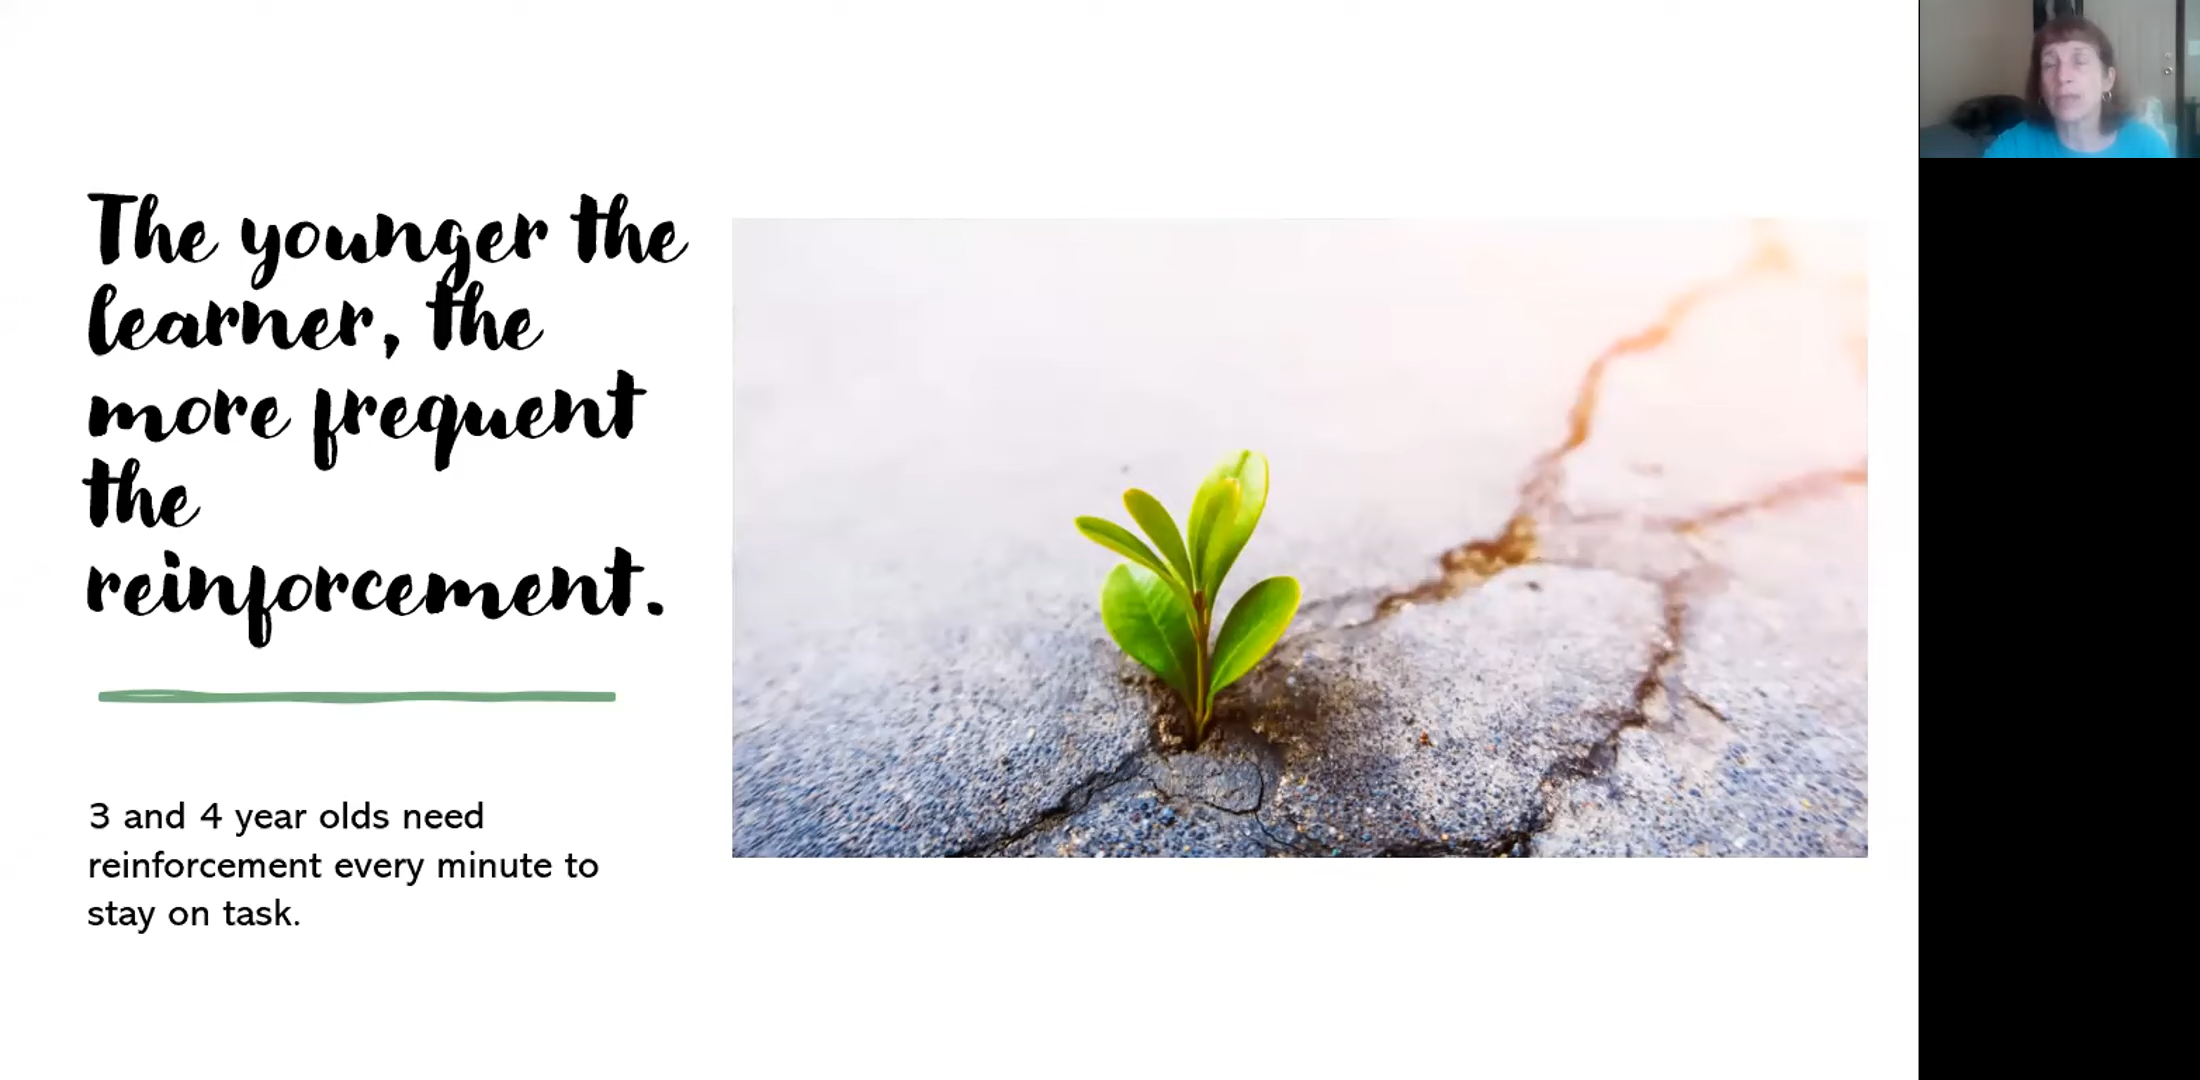 The younger the
learner, the
more frequent
the
reinforcement.
3 and 4 year olds need
reinforcement every minute to
stay on task.